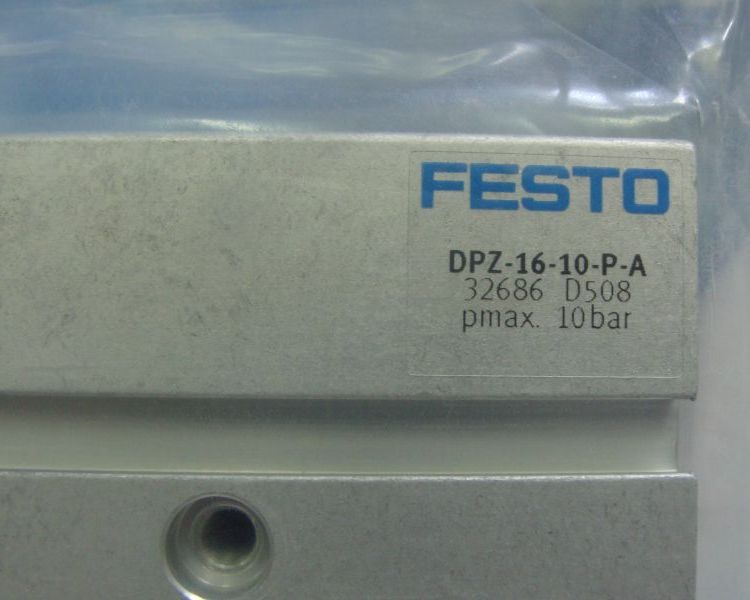 FESTO
DPZ-16-10-P-A
32686 D508
pmax. 10bar